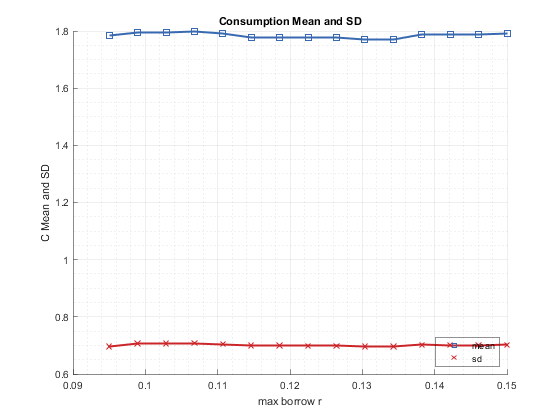 Consumption Mean and SD
1.8
1.6
1.4
1.2
1
0.8
0.6
C Mean and SD
0.09
0.1
0.11
0.12
0.13
0.14
0.15
max borrow r
mean
sd